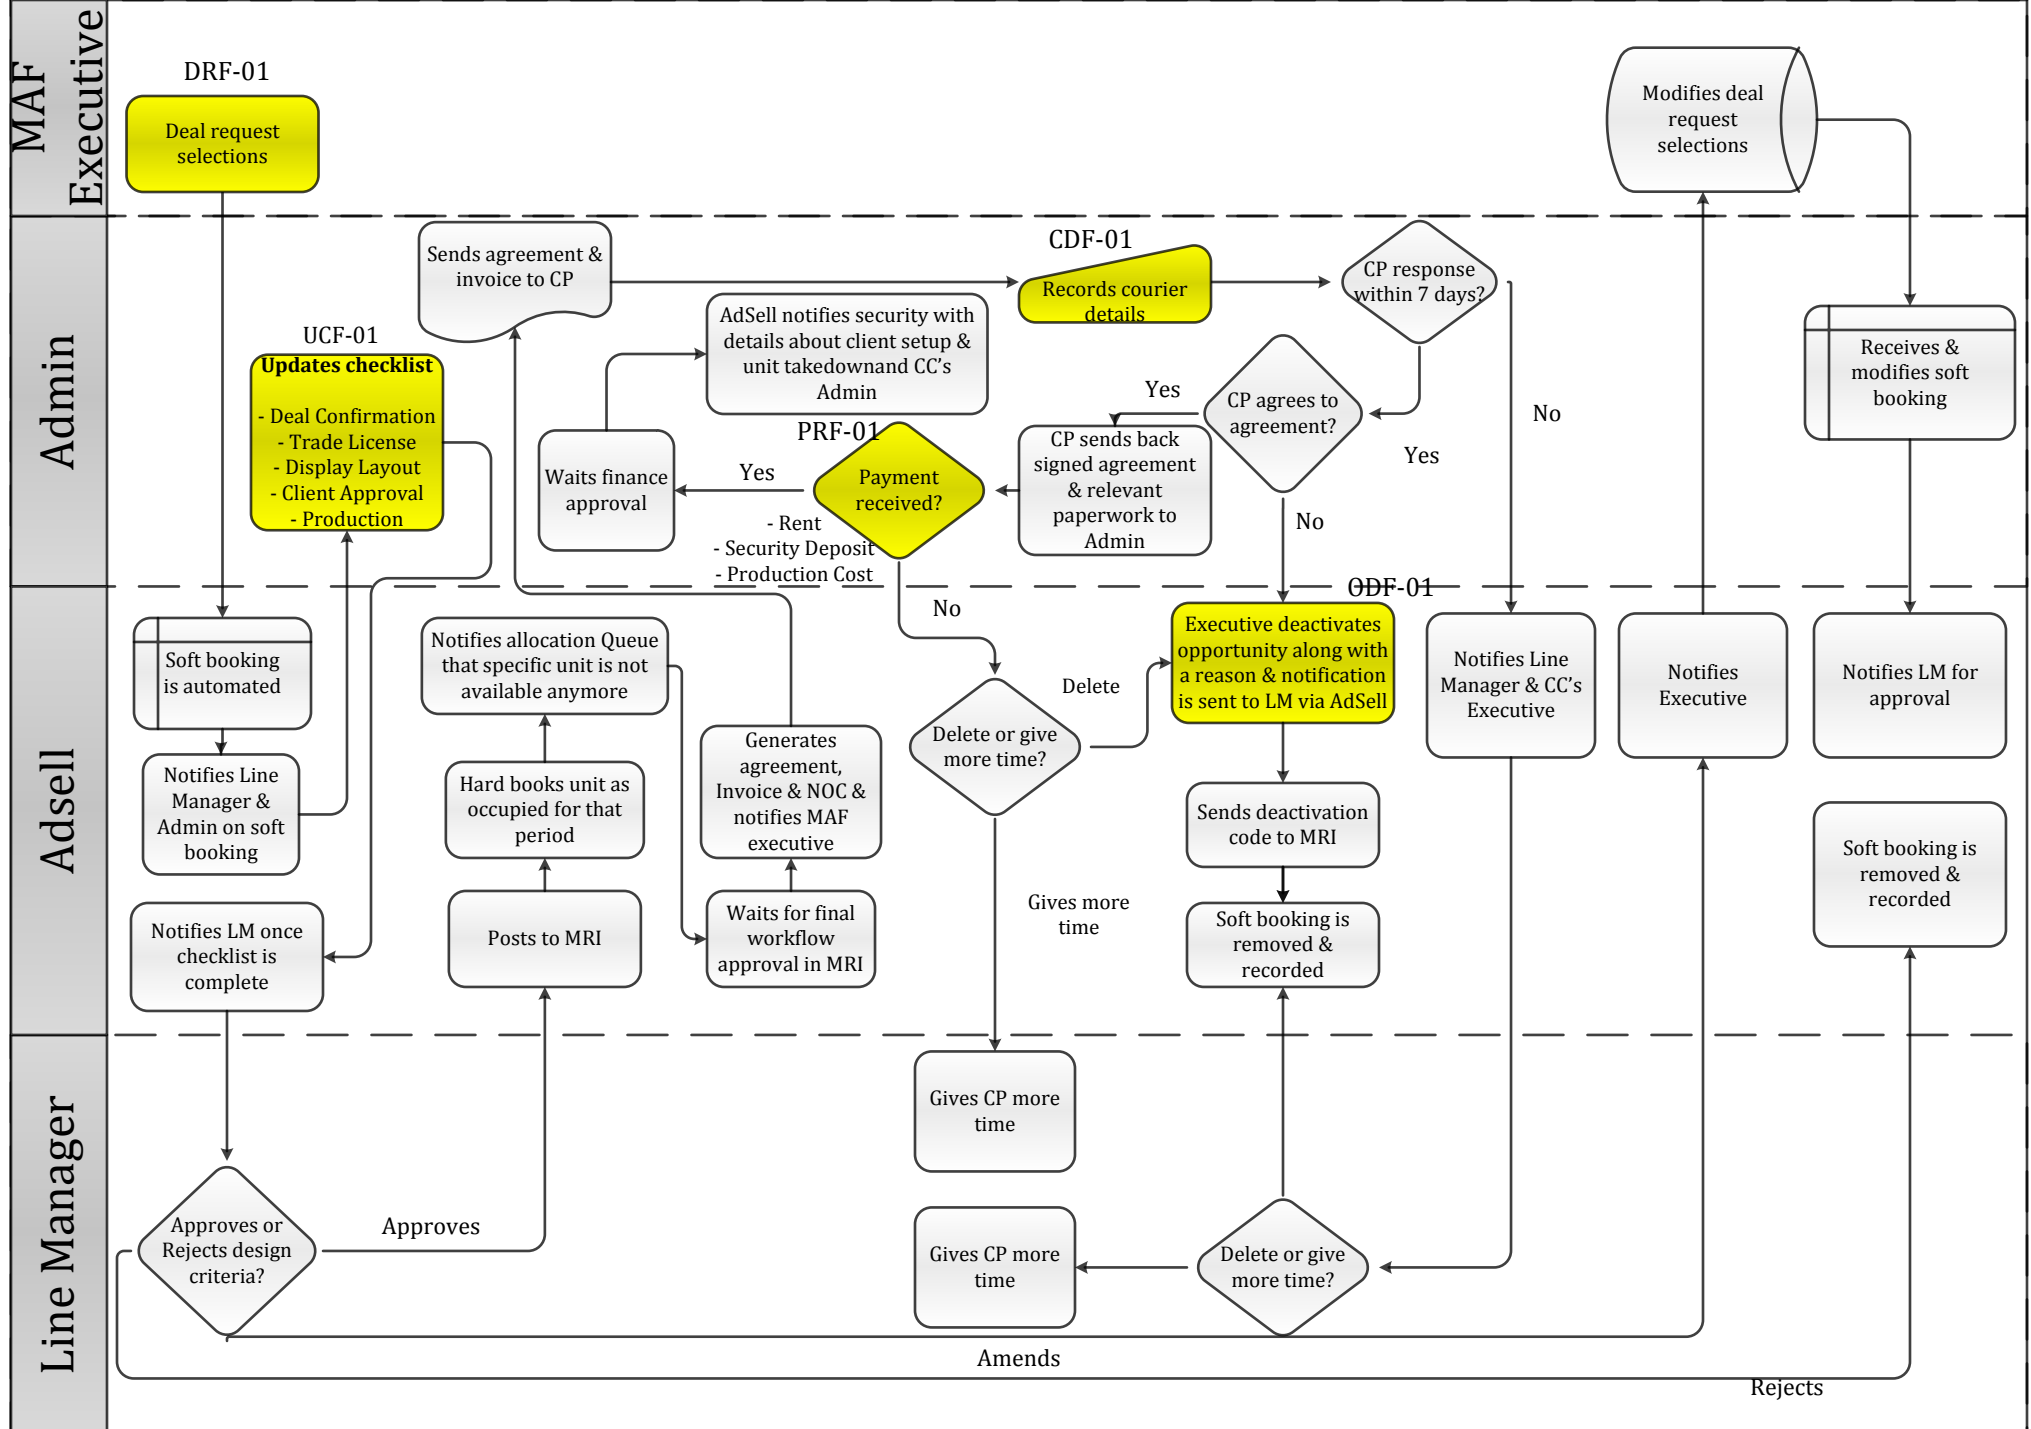 MAF
Executive
DRF-01
Deal request
selections
Modifies deal
request
selections
Admin
Sends agreement &
invoice to CP
CDF-01
Records courier
details
CP response
within 7 days?
UCF-01
Updates checklist
- Deal Confirmation
- Trade License
- Display Layout
- Client Approval
- Production
AdSell notifies security with
details about client setup &
unit takedownand CC's
Admin
Waits finance
approval
Yes
PRF-01
Payment
received?
- Rent
- Security Deposit
- Production Cost
Yes
CP sends back
signed agreement
& relevant
paperwork to
Admin
CP agrees to
agreement?
Yes
No
No
Receives &
modifies soft
booking
Adsell
Soft booking
is automated
Notifies Line
Manager &
Admin on soft
booking
Notifies LM once
checklist is
complete
Notifies allocation Queue
that specific unit is not
available anymore
Hard books unit as
occupied for that
period
Posts to MRI
Generates
agreement,
Invoice & NOC &
notifies MAF
executive
Waits for final
workflow
approval in MRI
No
Delete or give
more time?
Delete
Gives more
time
ODF-01
Executive deactivates
opportunity along with
a reason & notification
is sent to LM via AdSell
Sends deactivation
code to MRI
Soft booking is
removed &
recorded
Notifies Line
Manager & CC's
Executive
Notifies
Executive
Notifies LM for
approval
Soft booking is
removed &
recorded
Line Manager
Approves or
Rejects design
criteria?
Approves
Gives CP more
time
Gives CP more
time
Delete or give
more time?
Amends
Rejects